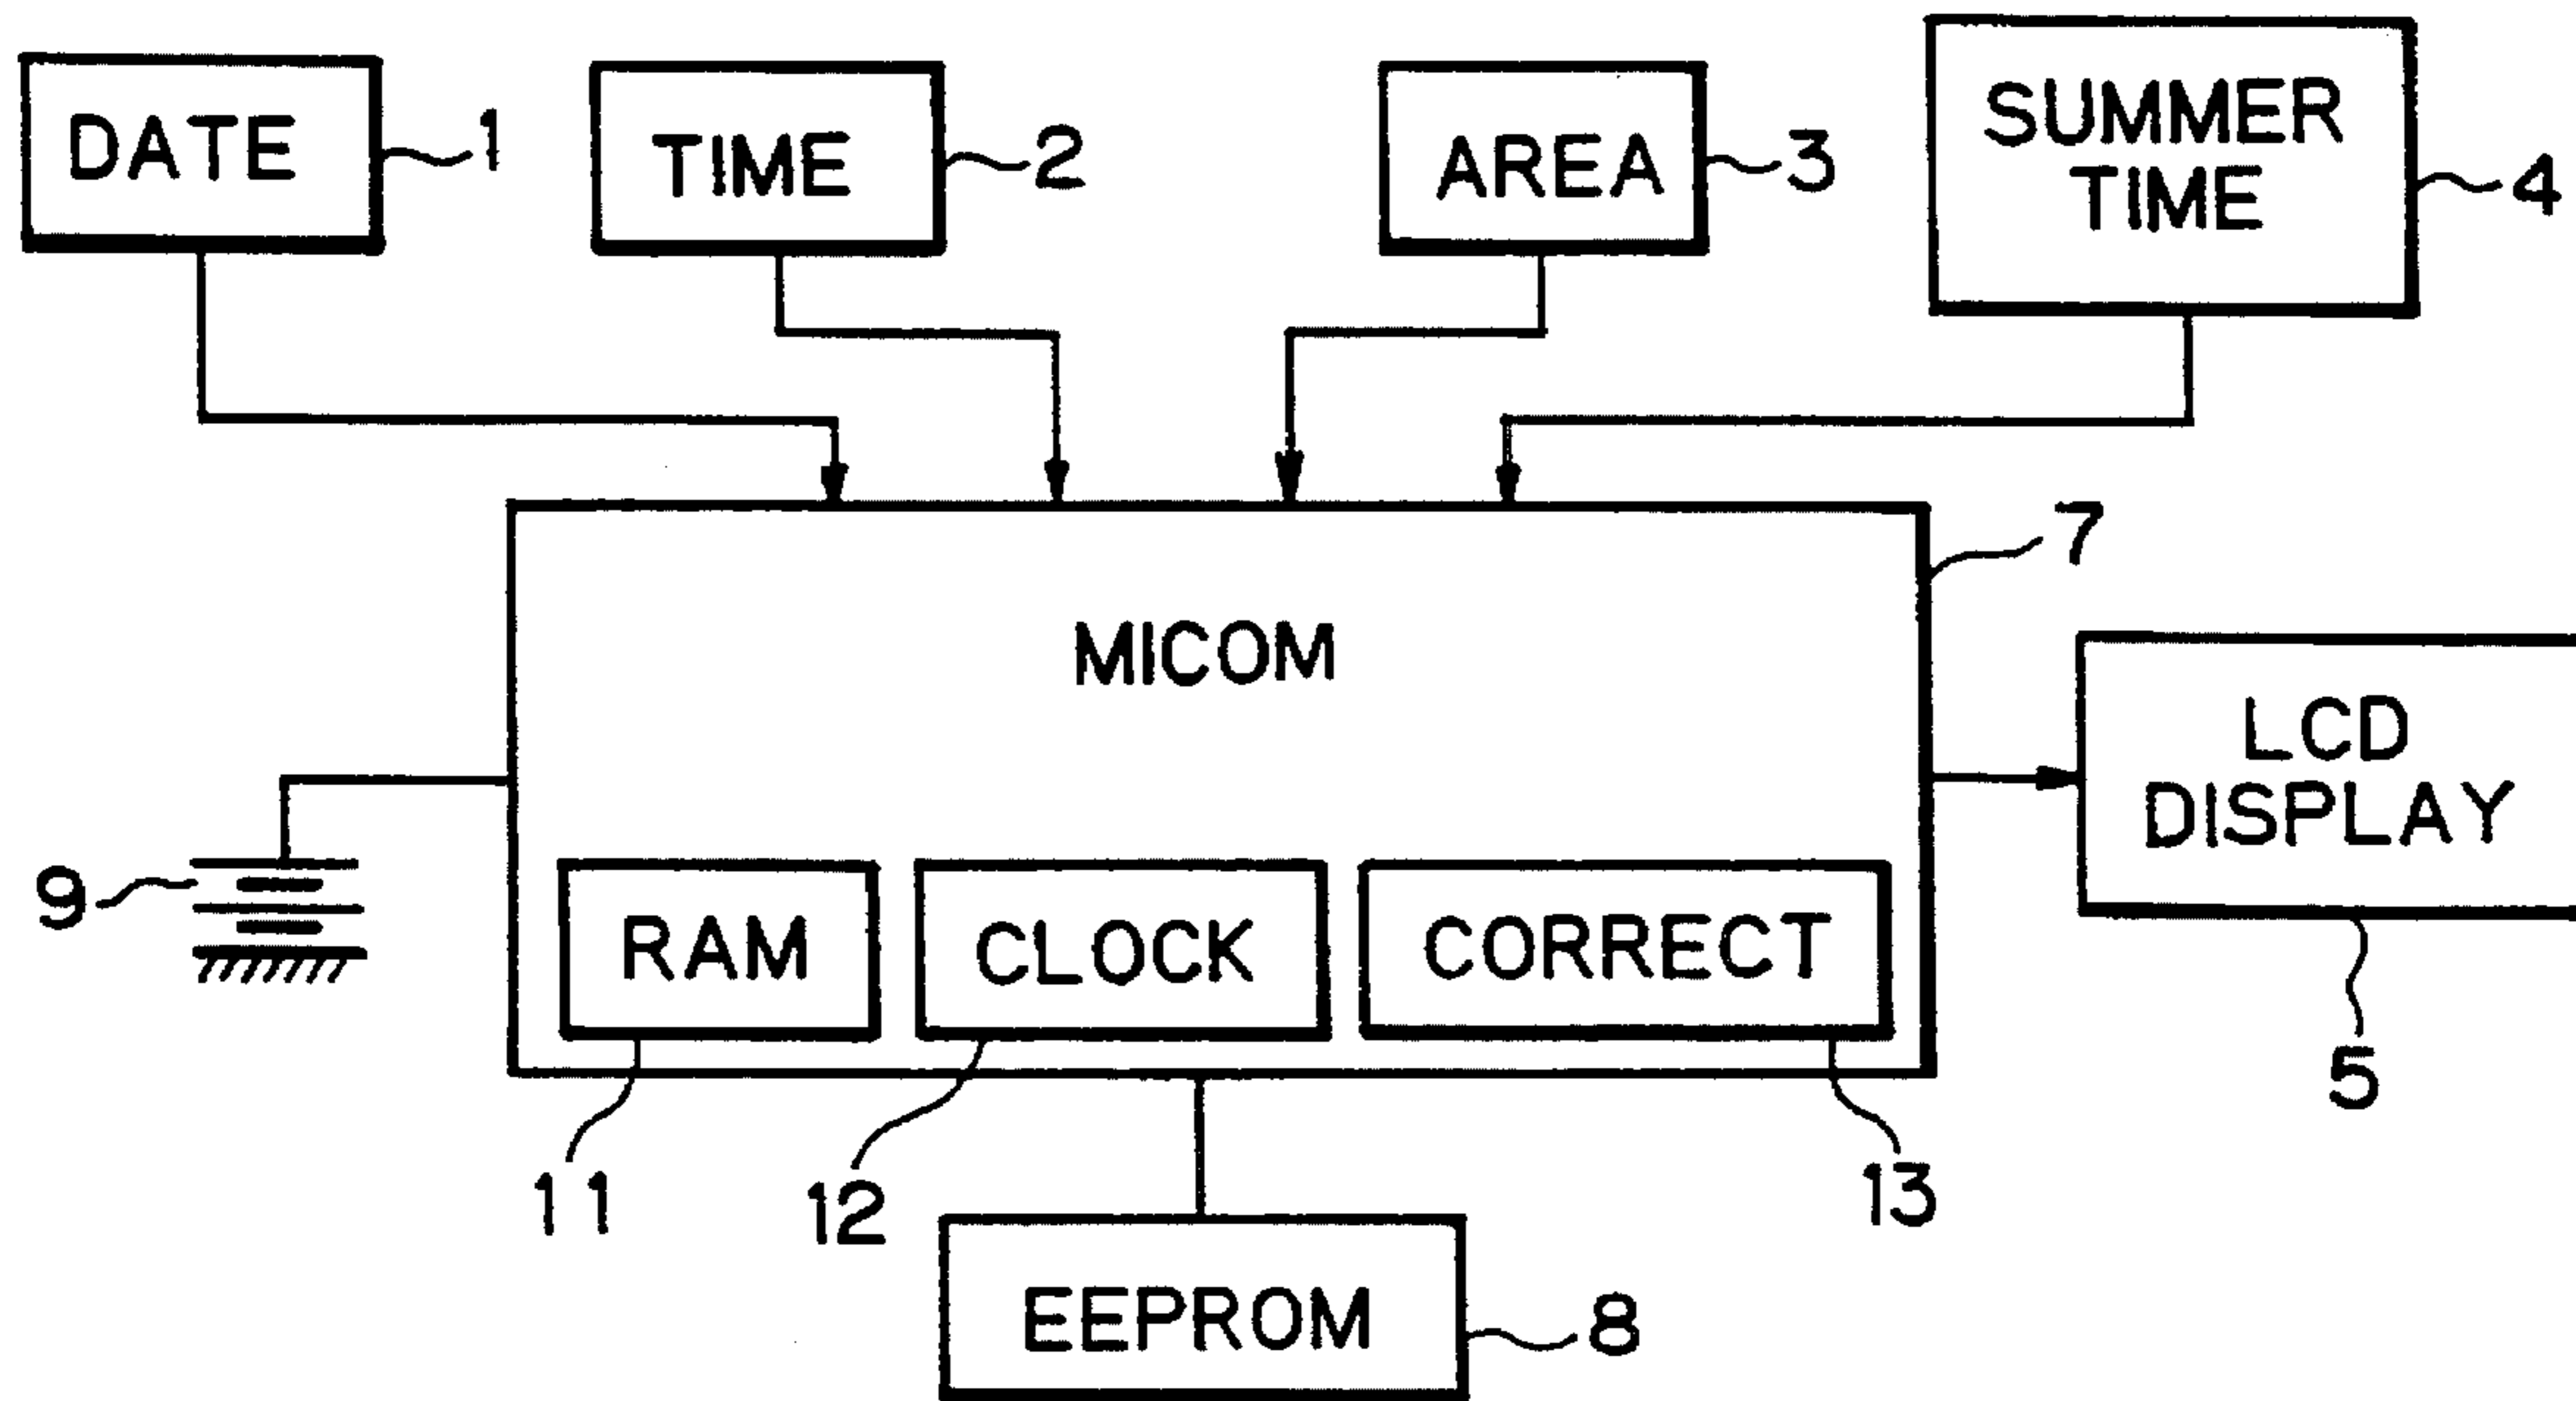 DATE
1
TIME
2
AREA
3
SUMMER
TIME
4
MICOM
7
LCD
DISPLAY
5
9
RAM
CLOCK
CORRECT
11
12
13
EEPROM
8